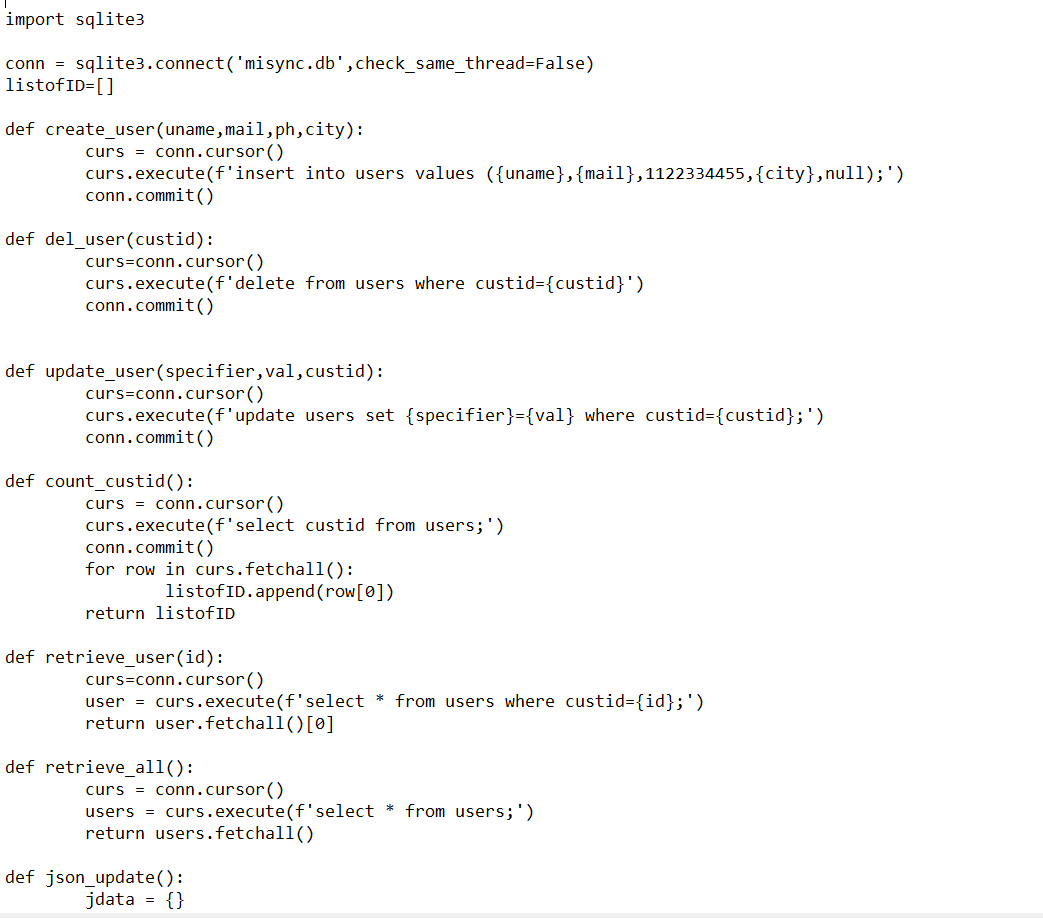 import sqlite3

conn = sqlite3.connect('misync.db',check_same_thread=False)
listofID=[]

def create_user(uname,mail,ph,city):
        curs = conn.cursor()
        curs.execute(f'insert into users values ({uname},{mail},1122334455,{city},null);')
        conn.commit()

def del_user(custid):
        curs=conn.cursor()
        curs.execute(f'delete from users where custid={custid}')
        conn.commit()


def update_user(specifier,val,custid):
        curs=conn.cursor()
        curs.execute(f'update users set {specifier}={val} where custid={custid};')
        conn.commit()

def count_custid():
        curs = conn.cursor()
        curs.execute(f'select custid from users;')
        conn.commit()
        for row in curs.fetchall():
                listofID.append(row[0])
        return listofID

def retrieve_user(id):
        curs=conn.cursor()
        user = curs.execute(f'select * from users where custid={id};')
        return user.fetchall()[0]

def retrieve_all():
        curs = conn.cursor()
        users = curs.execute(f'select * from users;')
        return users.fetchall()

def json_update():
        jdata = {}